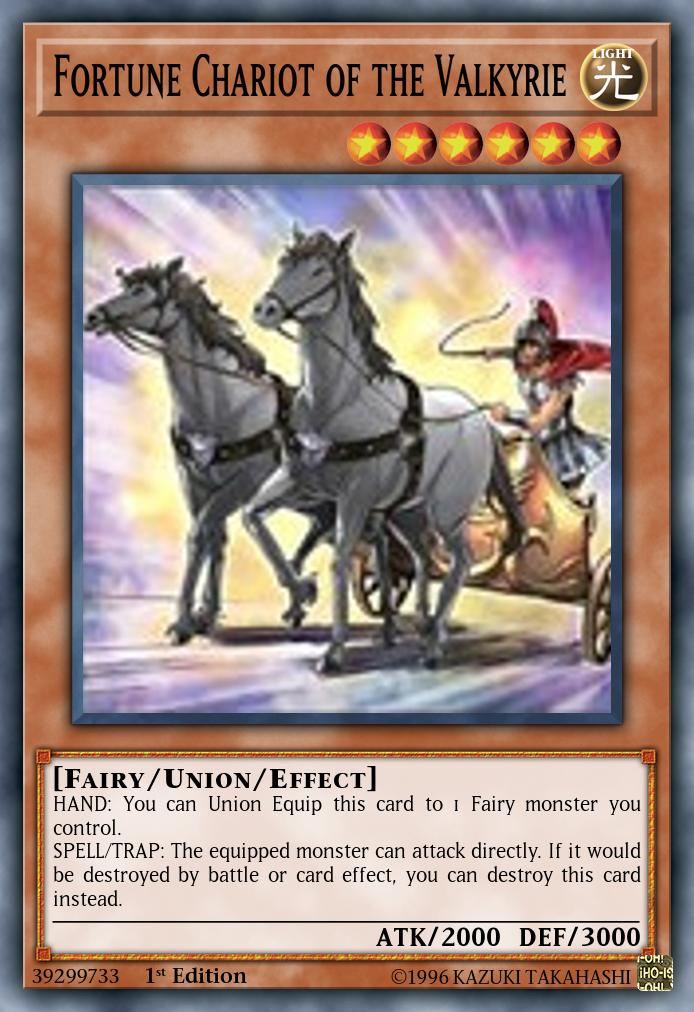 FORTUNE CHARIOT OF THE VALKYRIE
LIGHT
光
[FAIRY/UNION/EFFECT]
HAND: You can Union Equip this card to 1 Fairy monster you
control.
SPELL/TRAP: The equipped monster can attack directly. If it would
be destroyed by battle or card effect, you can destroy this card
instead.
ATK/2000 DEF/3000
39299733 1st Edition ©1996 KAZUKI TAKAHASHI